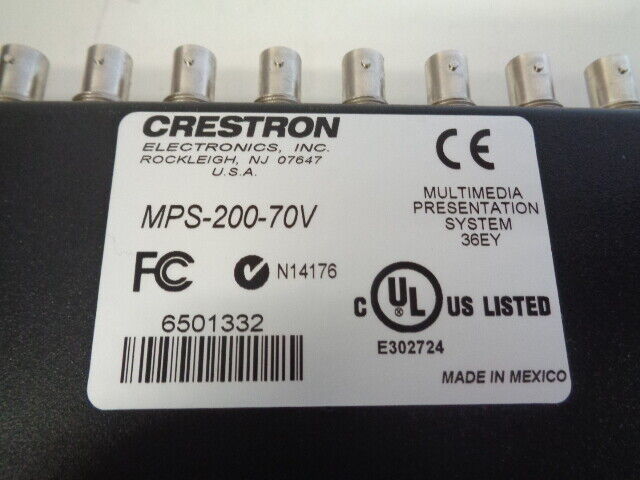 CRESTRON
ELECTRONICS, INC.
ROCKLEIGH, NJ 07647
U.S.A.
CE
MPS-200-70V
MULTIMEDIA
PRESENTATION
SYSTEM
36EY
FC
N14176
C UL ® US LISTED
E302724
6501332
MADE IN MEXICO